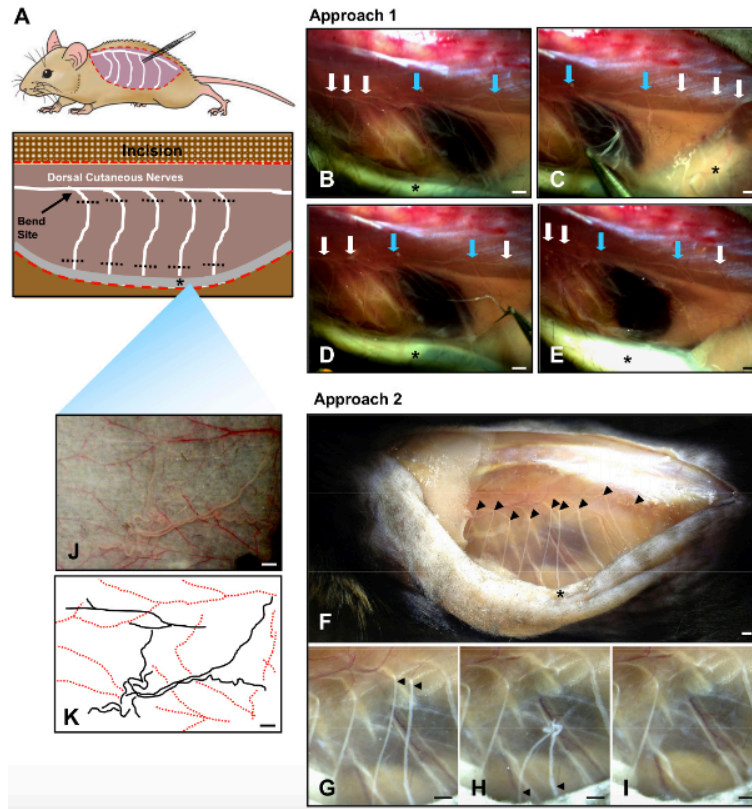 A
Incision
Dorsal Cutaneous Nerves
Bend
Site
*
J
K
Approach 1
B
*
C
*
D
*
E
*
Approach 2
F
*
G
H
I